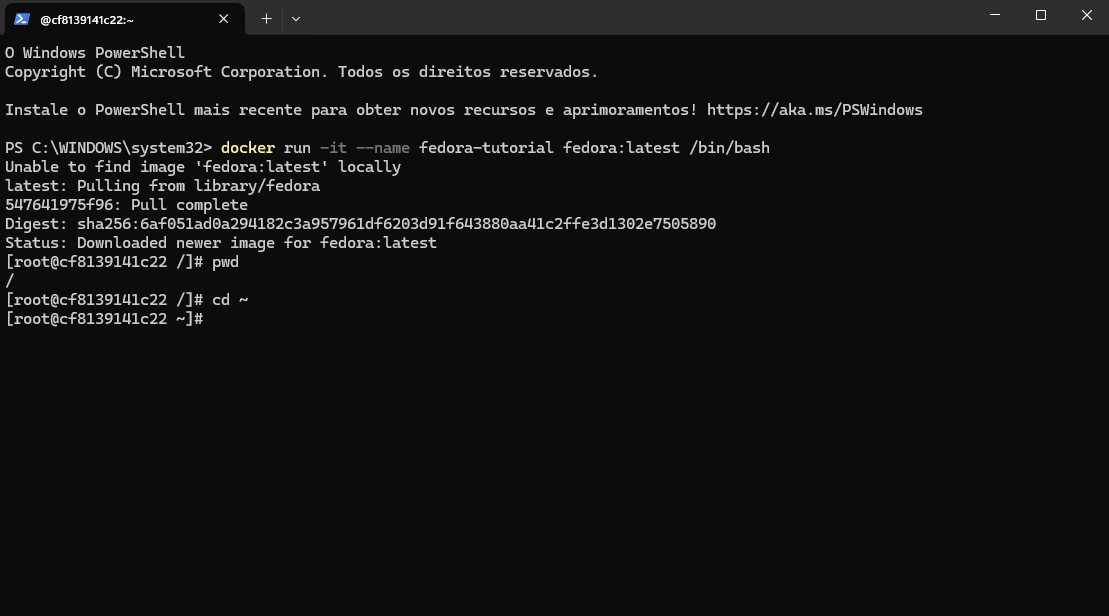 @cf8139141c22:~
O Windows PowerShell
Copyright (C) Microsoft Corporation. Todos os direitos reservados.
Instale o PowerShell mais recente para obter novos recursos e aprimoramentos! https://aka.ms/PSWindows
PS C:\WINDOWS\system32> docker run -it --name fedora-tutorial fedora:latest /bin/bash
Unable to find image 'fedora:latest' locally
latest: Pulling from library/fedora
547641975f96: Pull complete
Digest: sha256:6af051ad0a294182c3a957961df6203d91f643880aa41c2ffe3d1302e7505890
Status: Downloaded newer image for fedora:latest
[root@cf8139141c22 /]# pwd
/
[root@cf8139141c22 /]# cd ~
[root@cf8139141c22 ~]#